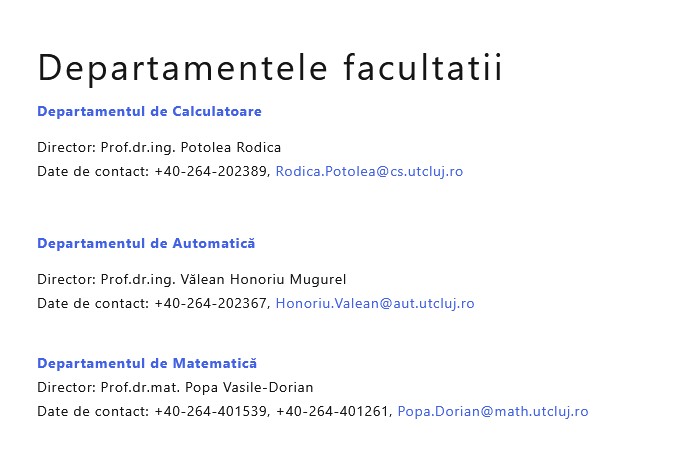 Departamentele facultatii
Departamentul de Calculatoare
Director: Prof.dr.ing. Potolea Rodica
Date de contact: +40-264-202389, Rodica.Potolea@cs.utcluj.ro
Departamentul de Automatică
Director: Prof.dr.ing. Vălean Honoriu Mugurel
Date de contact: +40-264-202367, Honoriu.Valean@aut.utcluj.ro
Departamentul de Matematică
Director: Prof.dr.mat. Popa Vasile-Dorian
Date de contact: +40-264-401539, +40-264-401261, Popa.Dorian@math.utcluj.ro